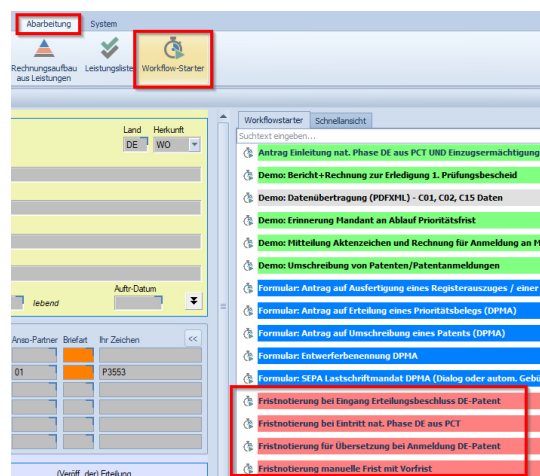 Abarbeitung System
Rechnungsaufbau Leistungsliste Workflow-Starter
aus Leistungen
Workflowstarter Schnellansicht
Suchtext eingeben...
Land Herkunft
DE WO
Antrag Einleitung nat. Phase DE aus PCT UND Einzugsermächtigung
Demo: Bericht+Rechnung zur Erledigung 1. Prüfungsbescheid
Demo: Datenübertragung (PDFXML) - C01, C02, C15 Daten
Demo: Erinnerung Mandant an Ablauf Prioritätsfrist
Demo: Mitteilung Aktenzeichen und Rechnung für Anmeldung an M
Demo: Umschreibung von Patenten/Patentanmeldungen
Auftr-Datum
lebend
Formular: Antrag auf Ausfertigung eines Registerauszuges / einer
Formular: Antrag auf Erteilung eines Prioritätsbelegs (DPMA)
Formular: Antrag auf Umschreibung eines Patents (DPMA)
Anso-Partner Briefart Ihr Zeichen <<
Formular: Entwerferbenennung DPMA
01 P3553
Formular: SEPA Lastschriftmandat DPMA (Dialog oder autom. Gebü
Fristnotierung bei Eingang Erteilungsbeschluss DE-Patent
Fristnotierung bei Eintritt nat. Phase DE aus PCT
Fristnotierung für Übersetzung bei Anmeldung DE-Patent
Fristnotierung manuelle Frist mit Vorfrist
(Veröff. der) Erteilung